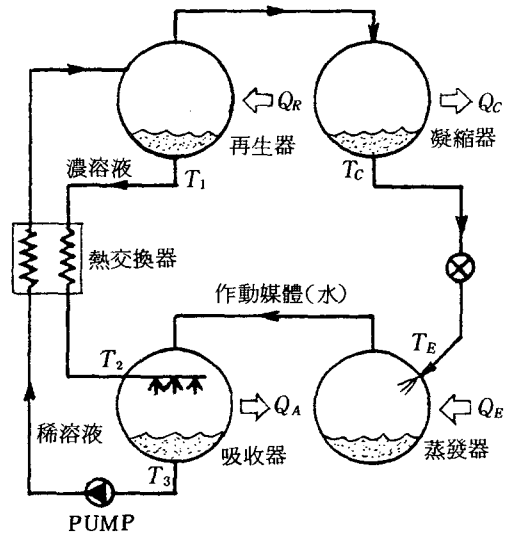 Q_R
再生器
Q_C
凝縮器
濃溶液
T_1
T_C
熱交換器
作動媒體(水)
T_E
T_2
Q_A
Q_E
稀溶液
吸收器
蒸發器
T_3
PUMP